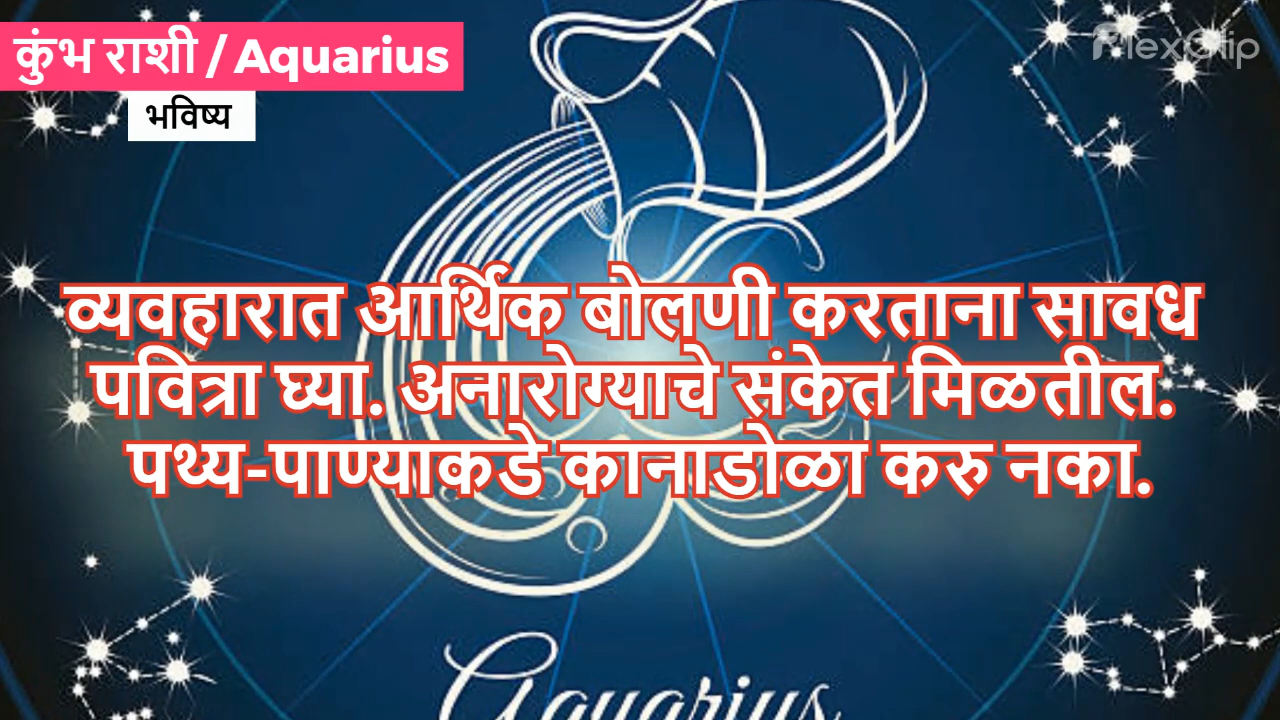 कुंभ राशी / Aquarius
FlexClip
भविष्य
व्यवहारात आर्थिक बोलणी करताना सावध
पवित्रा घ्या. अनारोग्याचे संकेत मिळतील.
पथ्य-पाण्याकडे कानाडोळा करु नका.
Aquarius